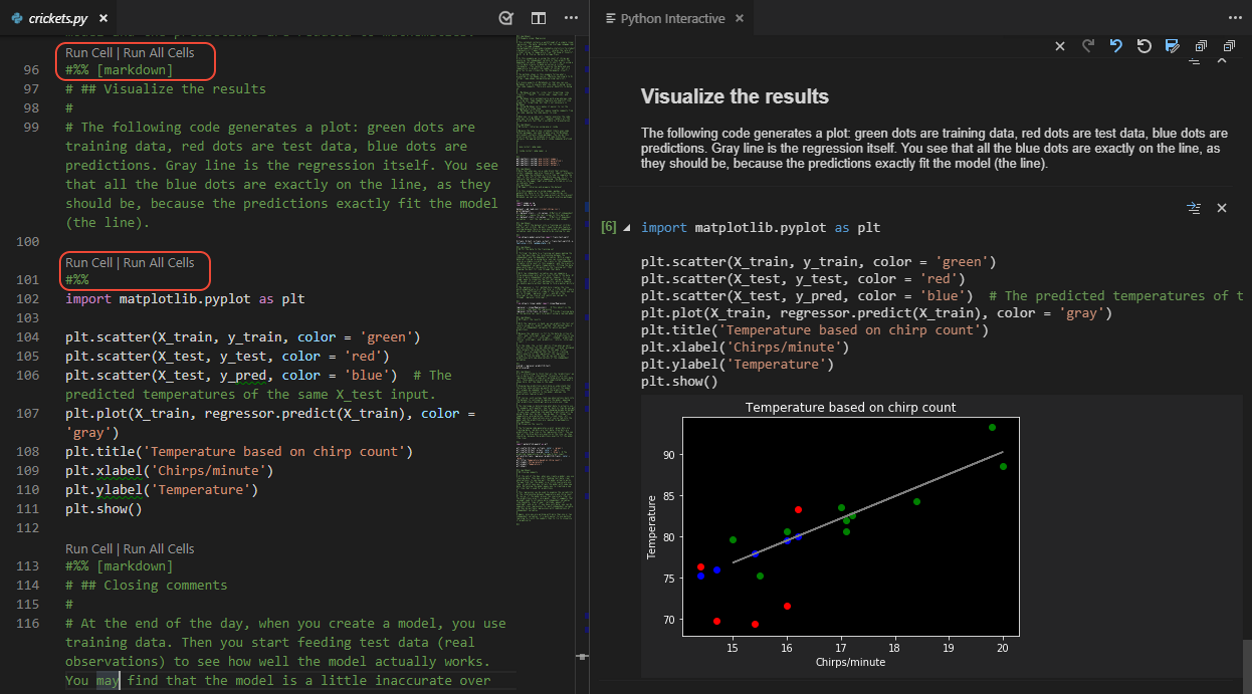 crickets.py
Python Interactive
Run Cell | Run All Cells
96 #%% [markdown]
97 # ## Visualize the results
98 #
99 # The following code generates a plot: green dots are
training data, red dots are test data, blue dots are
predictions. Gray line is the regression itself. You see
that all the blue dots are exactly on the line, as they
should be, because the predictions exactly fit the model
(the line).
100
Run Cell | Run All Cells
101 #%%
102 import matplotlib.pyplot as plt
103
104 plt.scatter(X_train, y_train, color = 'green')
105 plt.scatter(X_test, y_test, color = 'red')
106 plt.scatter(X_test, y_pred, color = 'blue')  # The
predicted temperatures of the same X_test input.
107 plt.plot(X_train, regressor.predict(X_train), color =
'gray')
108 plt.title('Temperature based on chirp count')
109 plt.xlabel('Chirps/minute')
110 plt.ylabel('Temperature')
111 plt.show()
112
Run Cell | Run All Cells
113 #%% [markdown]
114 # ## Closing comments
115 #
116 # At the end of the day, when you create a model, you use
training data. Then you start feeding test data (real
observations) to see how well the model actually works.
You may find that the model is a little inaccurate over
Visualize the results
The following code generates a plot: green dots are training data, red dots are test data, blue dots are
predictions. Gray line is the regression itself. You see that all the blue dots are exactly on the line, as
they should be, because the predictions exactly fit the model (the line).
[6] import matplotlib.pyplot as plt
plt.scatter(X_train, y_train, color = 'green')
plt.scatter(X_test, y_test, color = 'red')
plt.scatter(X_test, y_pred, color = 'blue')  # The predicted temperatures of t
plt.plot(X_train, regressor.predict(X_train), color = 'gray')
plt.title('Temperature based on chirp count')
plt.xlabel('Chirps/minute')
plt.ylabel('Temperature')
plt.show()
Temperature based on chirp count
90
85
80
75
70
Temperature
15 16 17 18 19 20
Chirps/minute